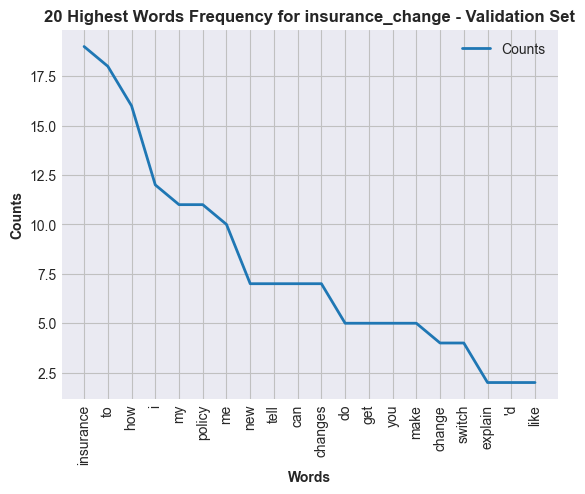 20 Highest Words Frequency for insurance_change - Validation Set
Counts
17.5
15.0
12.5
10.0
7.5
5.0
2.5
Counts
insurance
to
how
i
my
policy
me
new
tell
can
changes
do
get
you
make
change
switch
explain
'd
like
Words